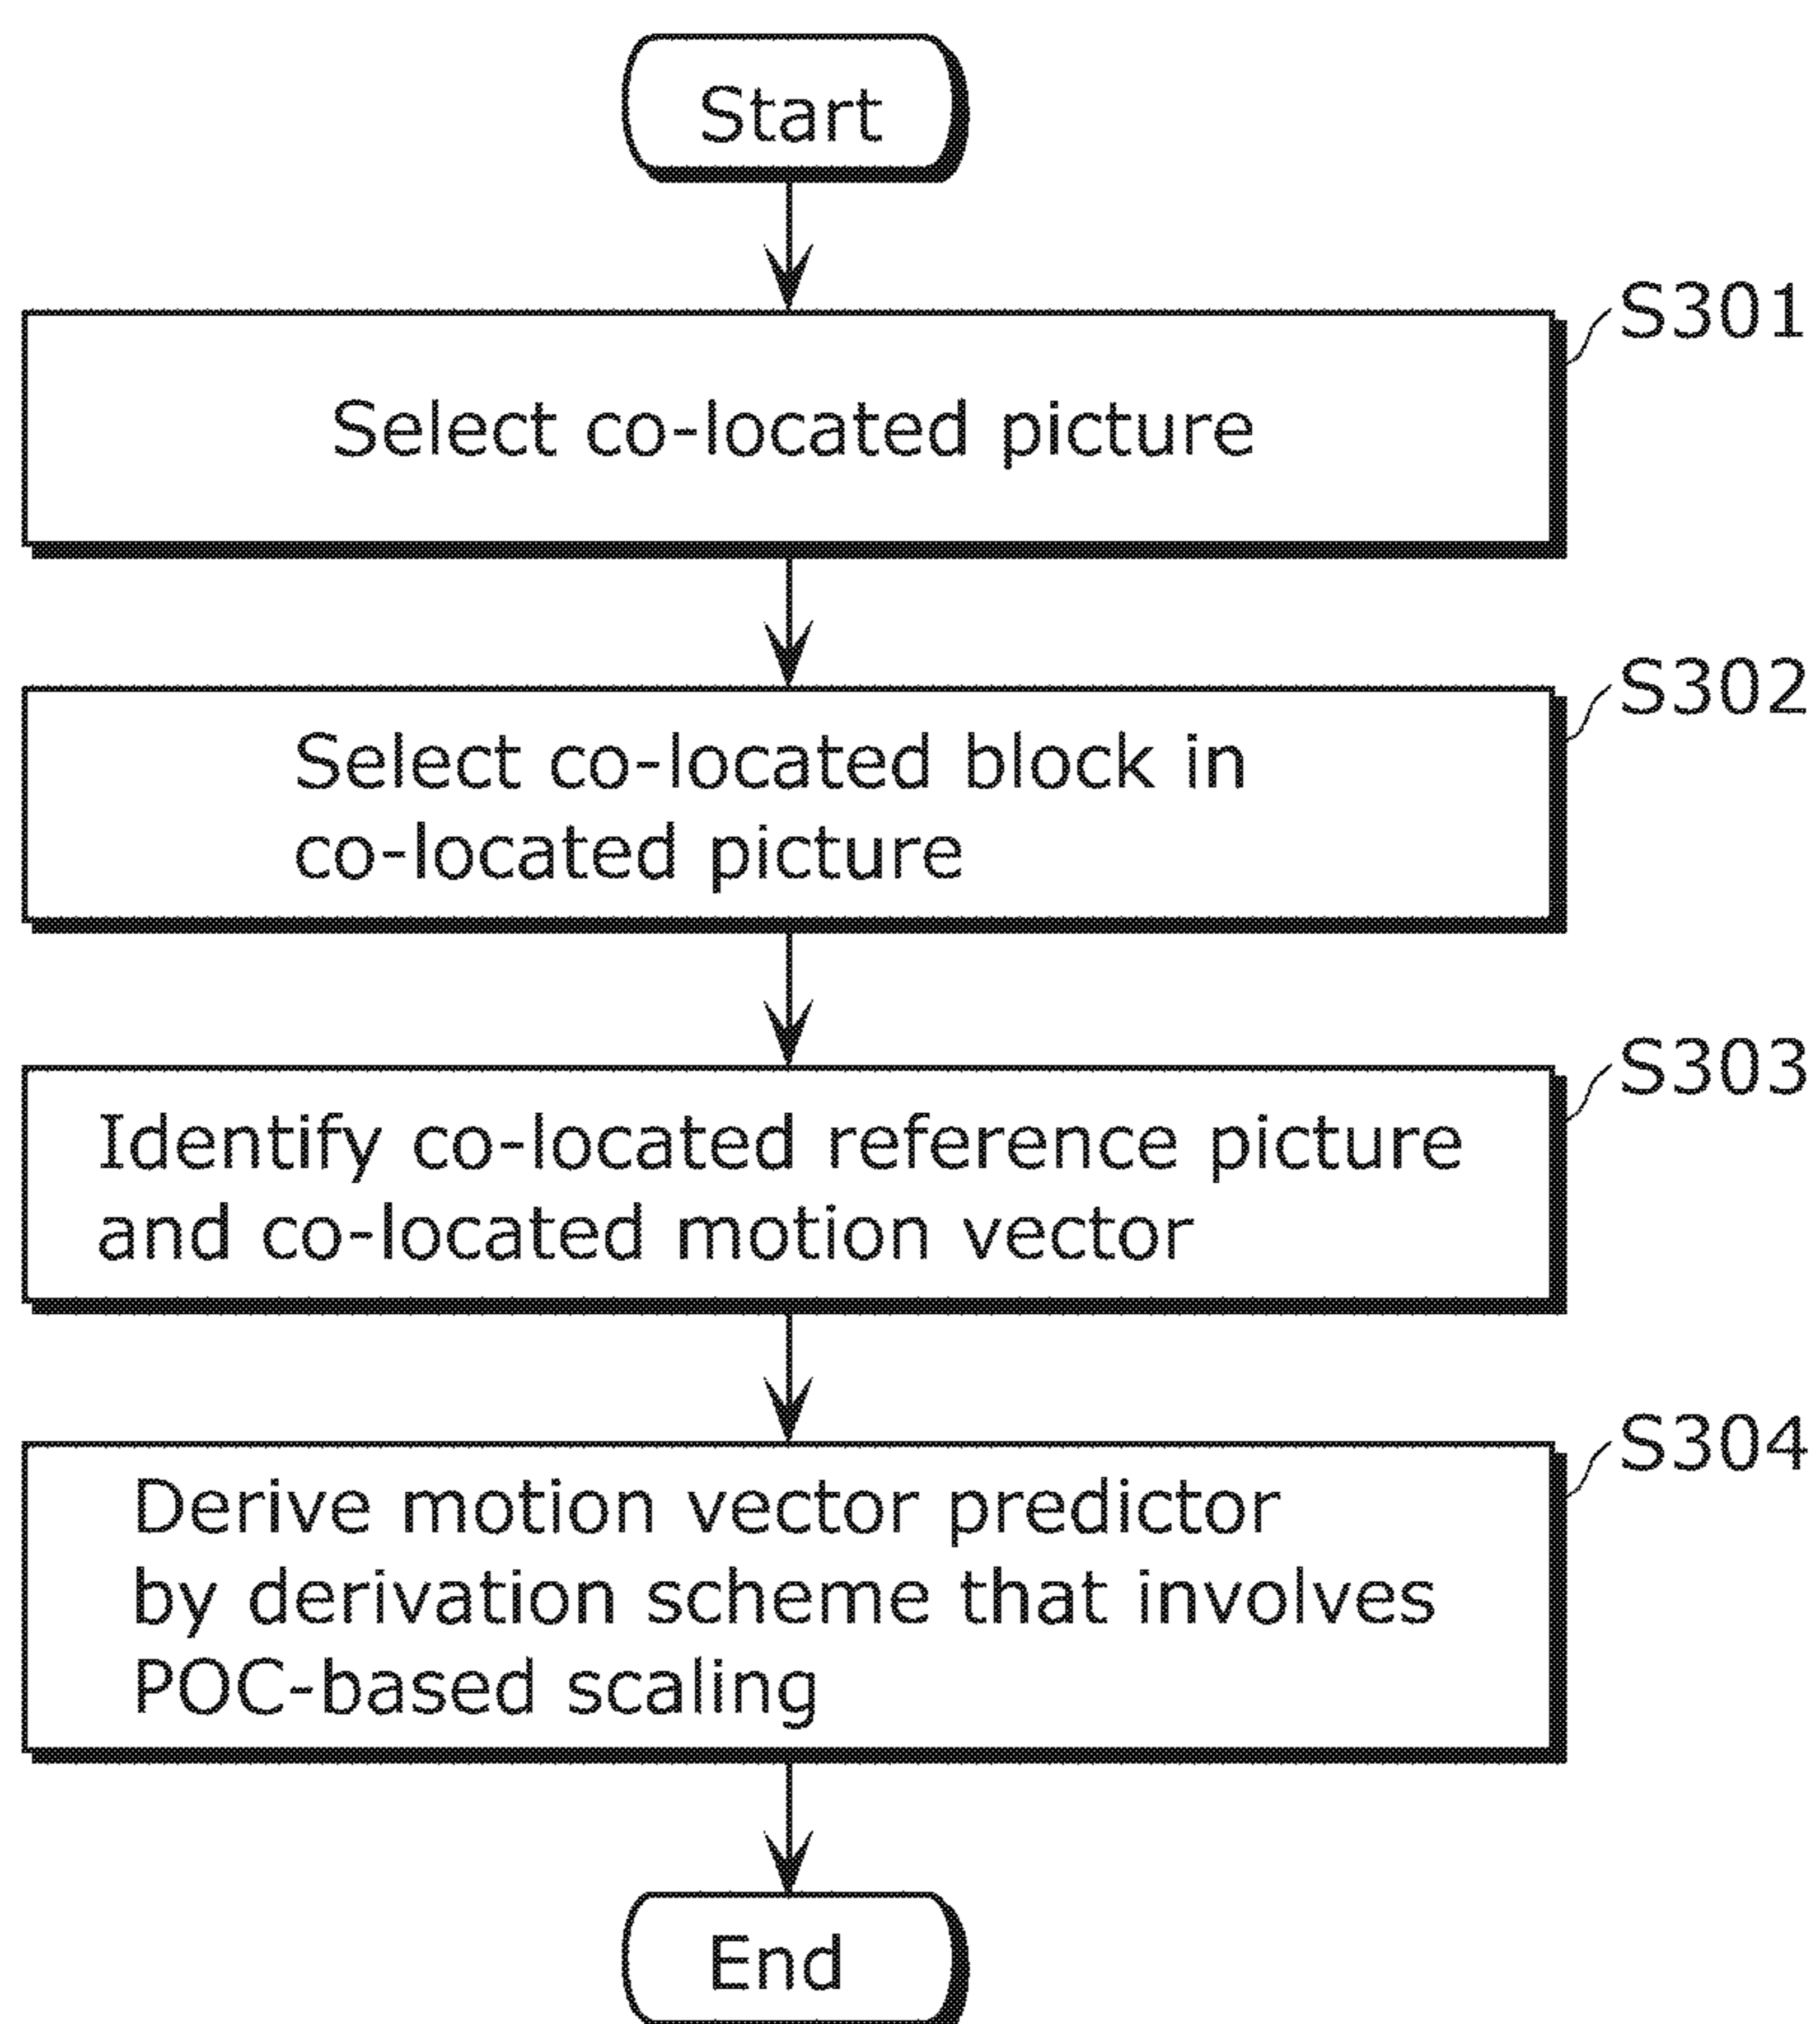 Start
S301
Select co-located picture
S302
Select co-located block in
co-located picture
S303
Identify co-located reference picture
and co-located motion vector
S304
Derive motion vector predictor
by derivation scheme that involves
POC-based scaling
End